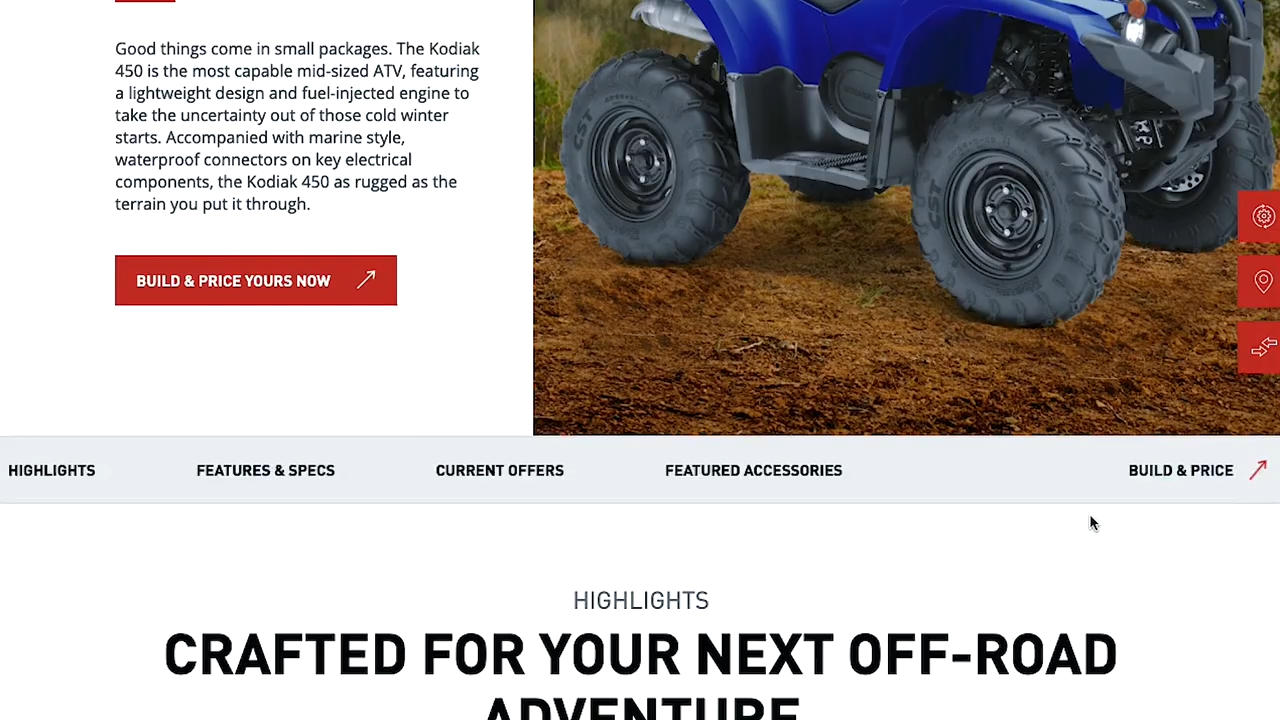 Good things come in small packages. The Kodiak
450 is the most capable mid-sized ATV, featuring
a lightweight design and fuel-injected engine to
take the uncertainty out of those cold winter
starts. Accompanied with marine style,
waterproof connectors on key electrical
components, the Kodiak 450 as rugged as the
terrain you put it through.
BUILD & PRICE YOURS NOW
CST
CST
HIGHLIGHTS
FEATURES & SPECS
CURRENT OFFERS
FEATURED ACCESSORIES
BUILD & PRICE
HIGHLIGHTS
CRAFTED FOR YOUR NEXT OFF-ROAD
ADVENTURE